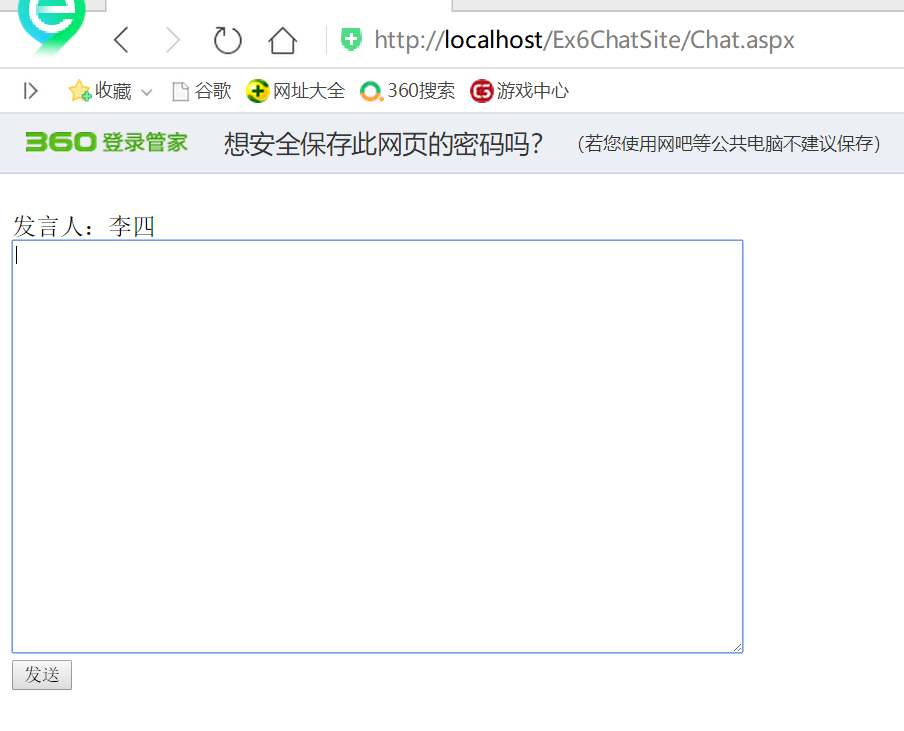 http://localhost/Ex6ChatSite/Chat.aspx
收藏 谷歌 网址大全 360搜索 G5 游戏中心
360登录管家 想安全保存此网页的密码吗？ （若您使用网吧等公共电脑不建议保存）
发言人：李四
发送